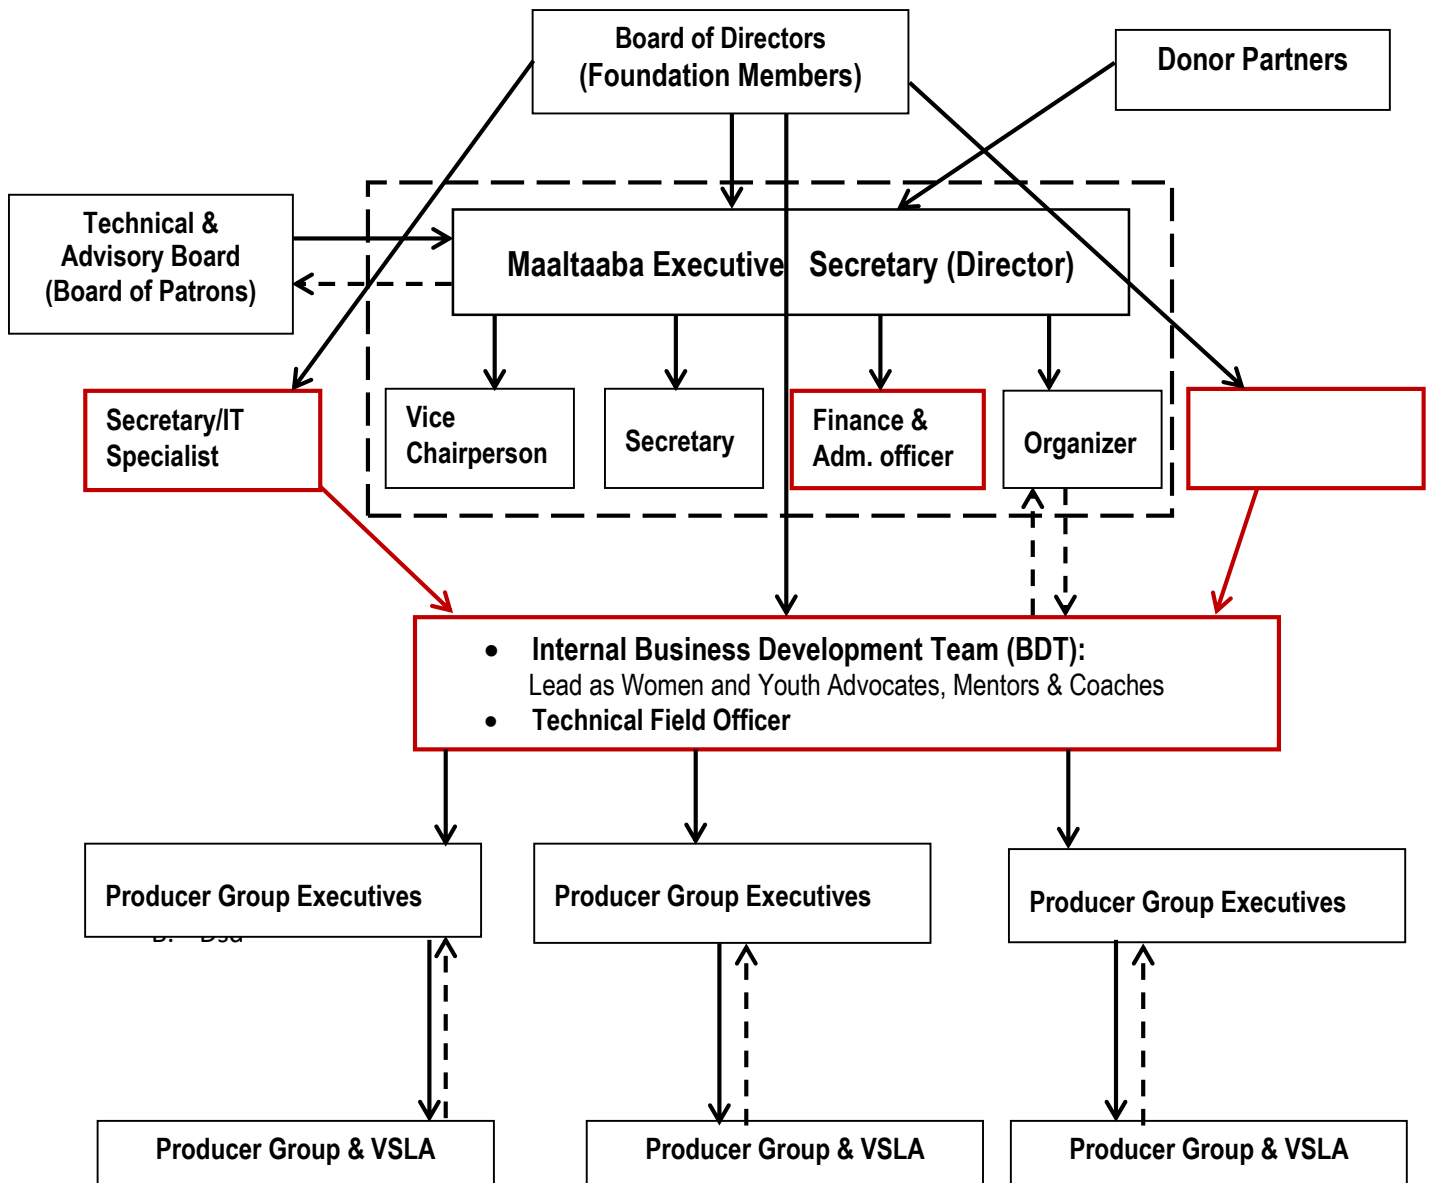 Board of Directors
(Foundation Members)
Donor Partners
Technical &
Advisory Board
(Board of Patrons)
Maaltaaba Executive Secretary (Director)
Secretary/IT
Specialist
Vice
Chairperson
Secretary
Finance &
Adm. officer
Organizer
• Internal Business Development Team (BDT):
Lead as Women and Youth Advocates, Mentors & Coaches
• Technical Field Officer
Producer Group Executives
Producer Group Executives
Producer Group Executives
Producer Group & VSLA
Producer Group & VSLA
Producer Group & VSLA